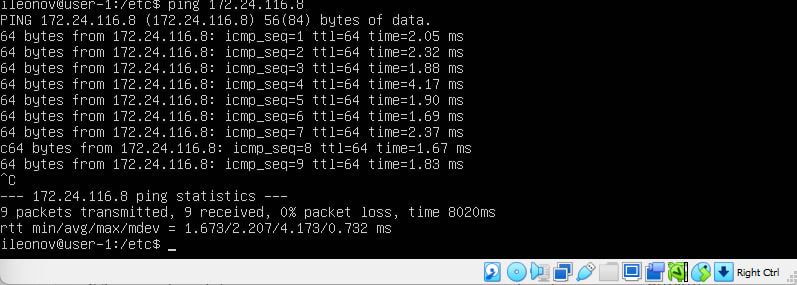 ileonov@user-1:/etc$ ping 172.24.116.8
PING 172.24.116.8 (172.24.116.8) 56(84) bytes of data.
64 bytes from 172.24.116.8: icmp_seq=1 ttl=64 time=2.05 ms
64 bytes from 172.24.116.8: icmp_seq=2 ttl=64 time=2.32 ms
64 bytes from 172.24.116.8: icmp_seq=3 ttl=64 time=1.88 ms
64 bytes from 172.24.116.8: icmp_seq=4 ttl=64 time=4.17 ms
64 bytes from 172.24.116.8: icmp_seq=5 ttl=64 time=1.90 ms
64 bytes from 172.24.116.8: icmp_seq=6 ttl=64 time=1.69 ms
64 bytes from 172.24.116.8: icmp_seq=7 ttl=64 time=2.37 ms
c64 bytes from 172.24.116.8: icmp_seq=8 ttl=64 time=1.67 ms
64 bytes from 172.24.116.8: icmp_seq=9 ttl=64 time=1.83 ms
^C
--- 172.24.116.8 ping statistics ---
9 packets transmitted, 9 received, 0% packet loss, time 8020ms
rtt min/avg/max/mdev = 1.673/2.207/4.173/0.732 ms
ileonov@user-1:/etc$ _
Right Ctrl